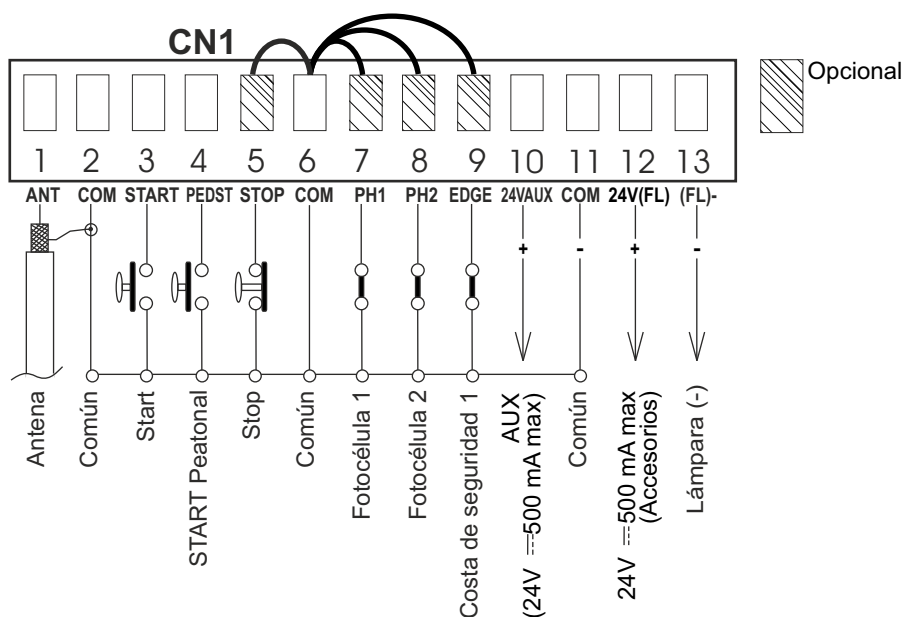 CN1
Opcional
1 2 3 4 5 6 7 8 9 10 11 12 13
ANT COM START PEDST STOP COM PH1 PH2 EDGE 24VAUX COM 24V(FL) (FL)-
+ - + -
Antena
Común
Start
START Peatonal
Stop
Común
Fotocélula 1
Fotocélula 2
Costa de seguridad 1
AUX
(24V ⎓500 mA max)
Común
24V ⎓500 mA max
(Accesorios)
Lámpara (-)